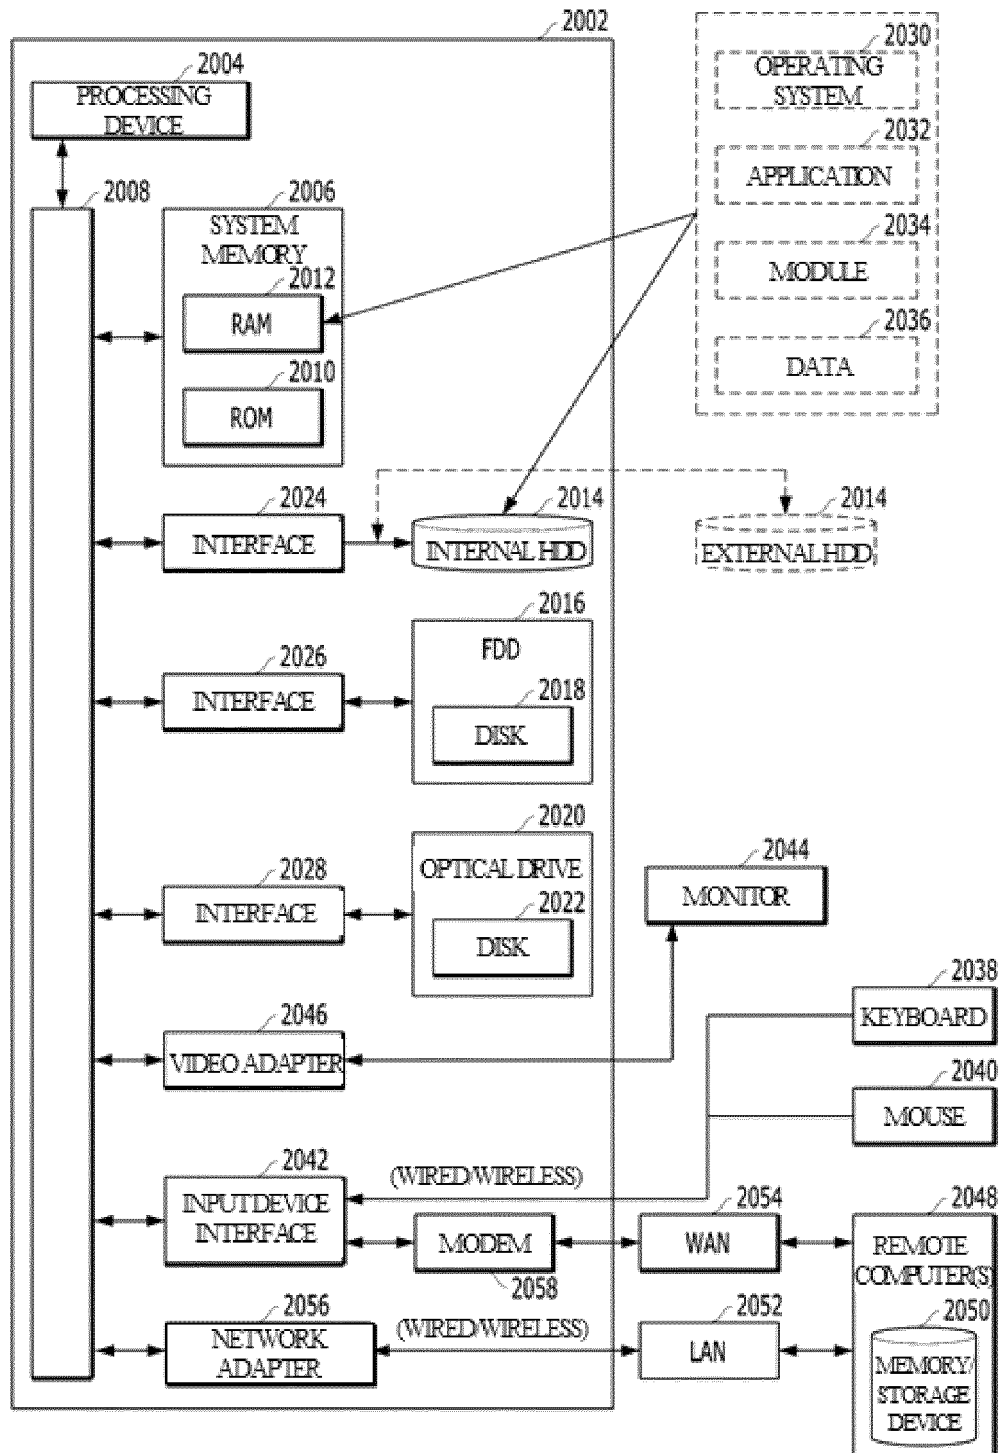 2002
2004
PROCESSING
DEVICE
2008
2006
SYSTEM
MEMORY
2012
RAM
2010
ROM
2030
OPERATING
SYSTEM
2032
APPLICATION
2034
MODULE
2036
DATA
2024
INTERFACE
2014
INTERNAL HDD
2014
EXTERNAL HDD
2016
FDD
2026
INTERFACE
2018
DISK
2020
OPTICAL DRIVE
2028
INTERFACE
2022
DISK
2044
MONITOR
2046
VIDEO ADAPTER
2038
KEYBOARD
2040
MOUSE
2042
INPUT DEVICE
INTERFACE
(WIRED/WIRELESS)
MODEM
2058
2054
WAN
2048
REMOTE
COMPUTER(S)
2056
NETWORK
ADAPTER
(WIRED/WIRELESS)
2052
LAN
2050
MEMORY/
STORAGE
DEVICE